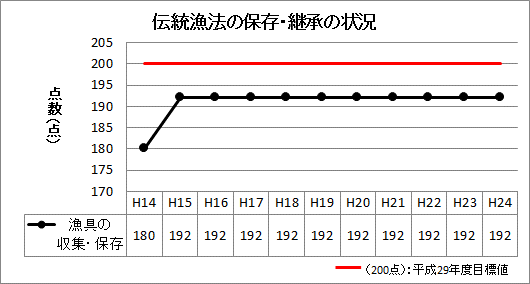 伝統漁法の保存・継承の状況
点数(点)
205
200
195
190
185
180
175
170
H14 H15 H16 H17 H18 H19 H20 H21 H22 H23 H24
漁具の
収集・保存 180 192 192 192 192 192 192 192 192 192 192
(200点):平成29年度目標値